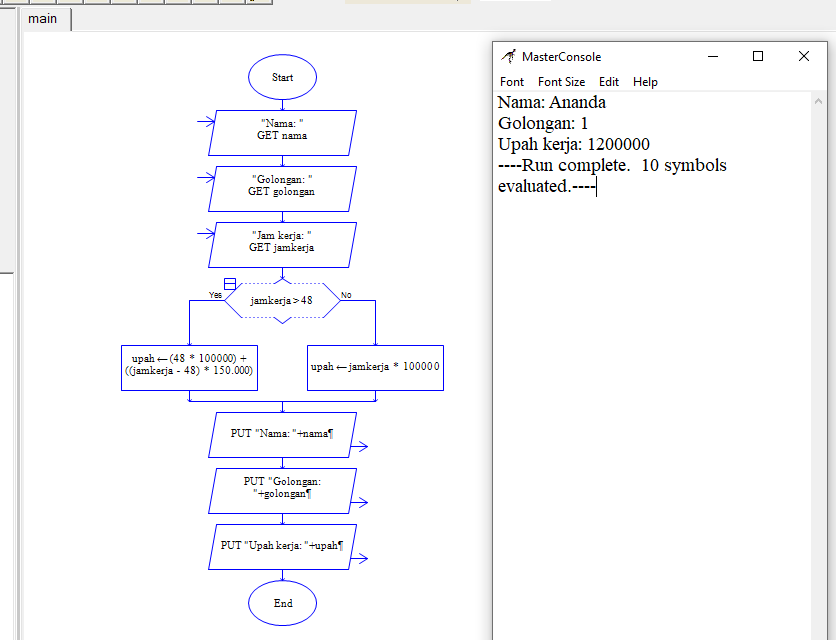 main
Start
"Nama: "
GET nama
"Golongan: "
GET golongan
"Jam kerja: "
GET jamkerja
Yes
jamkerja > 48
No
upah ← (48 * 100000) +
((jamkerja - 48) * 150.000)
upah ← jamkerja * 100000
PUT "Nama: "+nama¶
PUT "Golongan:
"+golongan¶
PUT "Upah kerja: "+upah¶
End
MasterConsole
Font Font Size Edit Help
Nama: Ananda
Golongan: 1
Upah kerja: 1200000
----Run complete. 10 symbols
evaluated.----